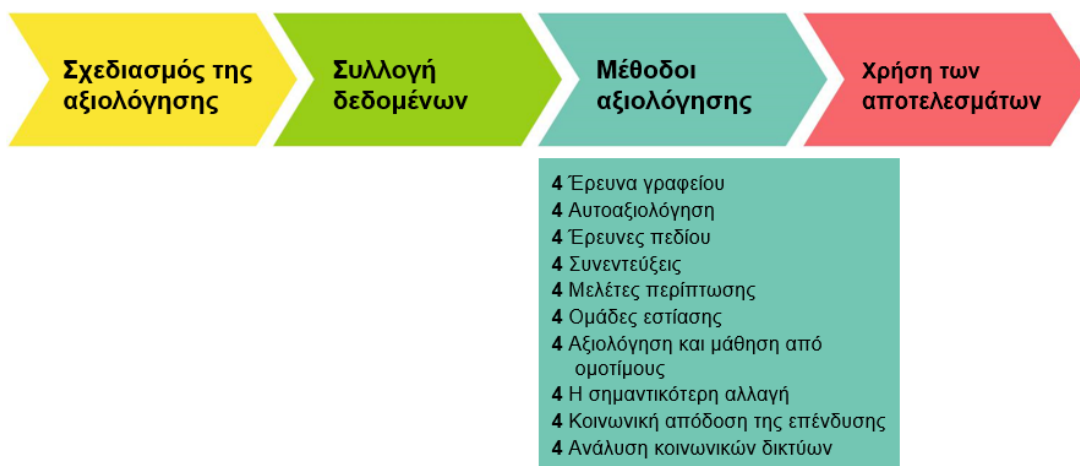 Σχεδιασμός της
αξιολόγησης
Συλλογή
δεδομένων
Μέθοδοι
αξιολόγησης
Χρήση των
αποτελεσμάτων
4 Έρευνα γραφείου
4 Αυτοαξιολόγηση
4 Έρευνες πεδίου
4 Συνεντεύξεις
4 Μελέτες περίπτωσης
4 Ομάδες εστίασης
4 Αξιολόγηση και μάθηση από
ομοτίμους
4 Η σημαντικότερη αλλαγή
4 Κοινωνική απόδοση της επένδυσης
4 Ανάλυση κοινωνικών δικτύων